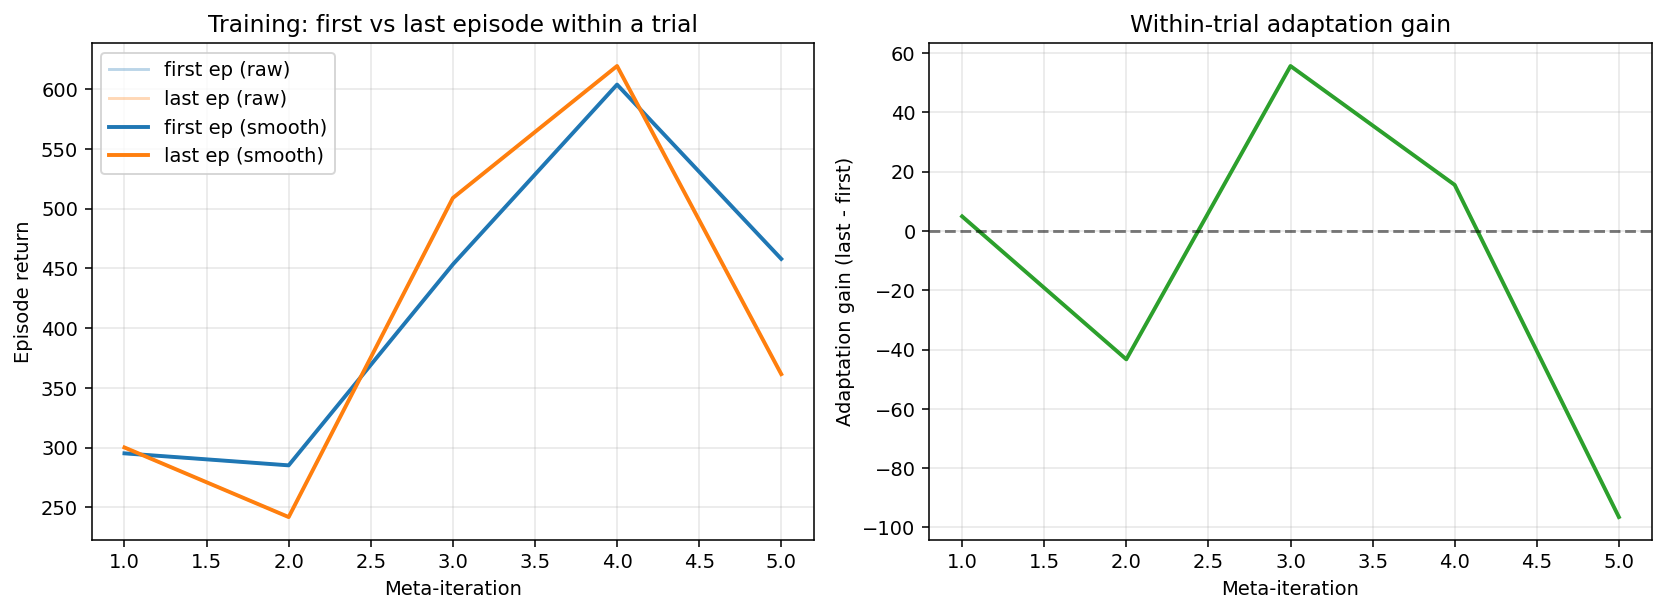 Training: first vs last episode within a trial
first ep (raw)
last ep (raw)
first ep (smooth)
last ep (smooth)
Episode return
600
550
500
450
400
350
300
250
1.0 1.5 2.0 2.5 3.0 3.5 4.0 4.5 5.0
Meta-iteration
Within-trial adaptation gain
Adaptation gain (last - first)
60
40
20
0
−20
−40
−60
−80
−100
1.0 1.5 2.0 2.5 3.0 3.5 4.0 4.5 5.0
Meta-iteration